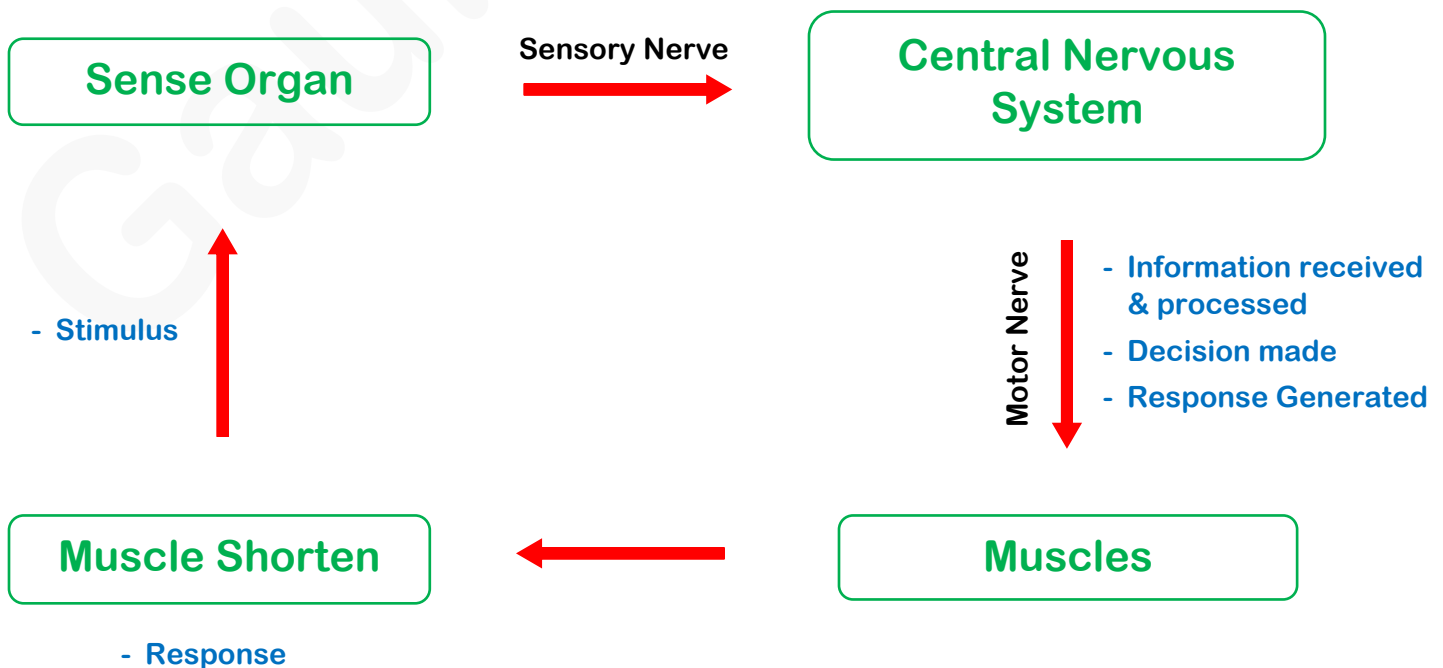 Sense Organ
Sensory Nerve
Central Nervous
System
Motor Nerve
- Information received
& processed
- Decision made
- Response Generated
- Stimulus
Muscle Shorten
Muscles
- Response